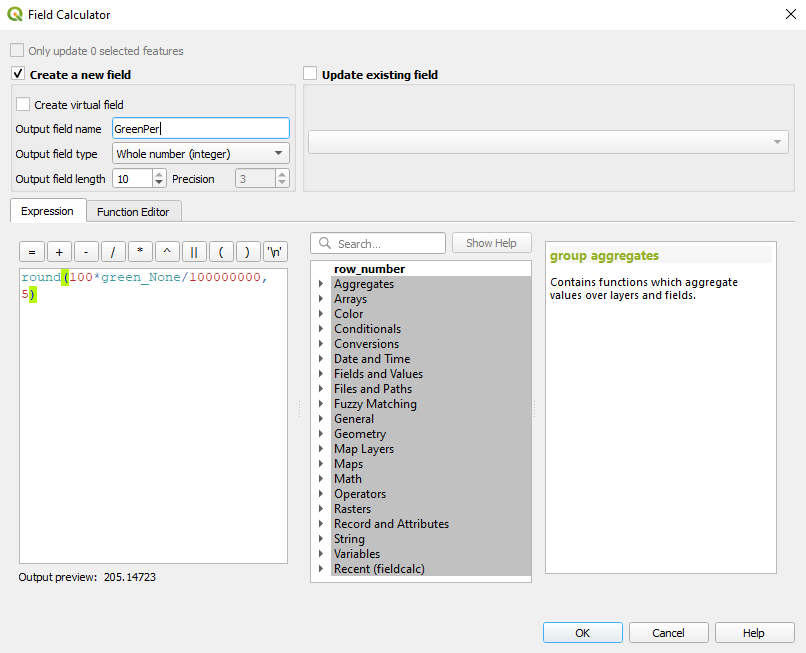 Field Calculator
Only update 0 selected features
Create a new field
Update existing field
Create virtual field
Output field name GreenPer
Output field type Whole number (integer)
Output field length 10 Precision 3
Expression Function Editor
= + - / * ^ || ( ) '\n'
Search... Show Help
round(100*green_None/100000000,
5)
Output preview: 205.14723
row_number
Aggregates
Arrays
Color
Conditionals
Conversions
Date and Time
Fields and Values
Files and Paths
Fuzzy Matching
General
Geometry
Map Layers
Maps
Math
Operators
Rasters
Record and Attributes
String
Variables
Recent (fieldcalc)
group aggregates
Contains functions which aggregate
values over layers and fields.
OK Cancel Help